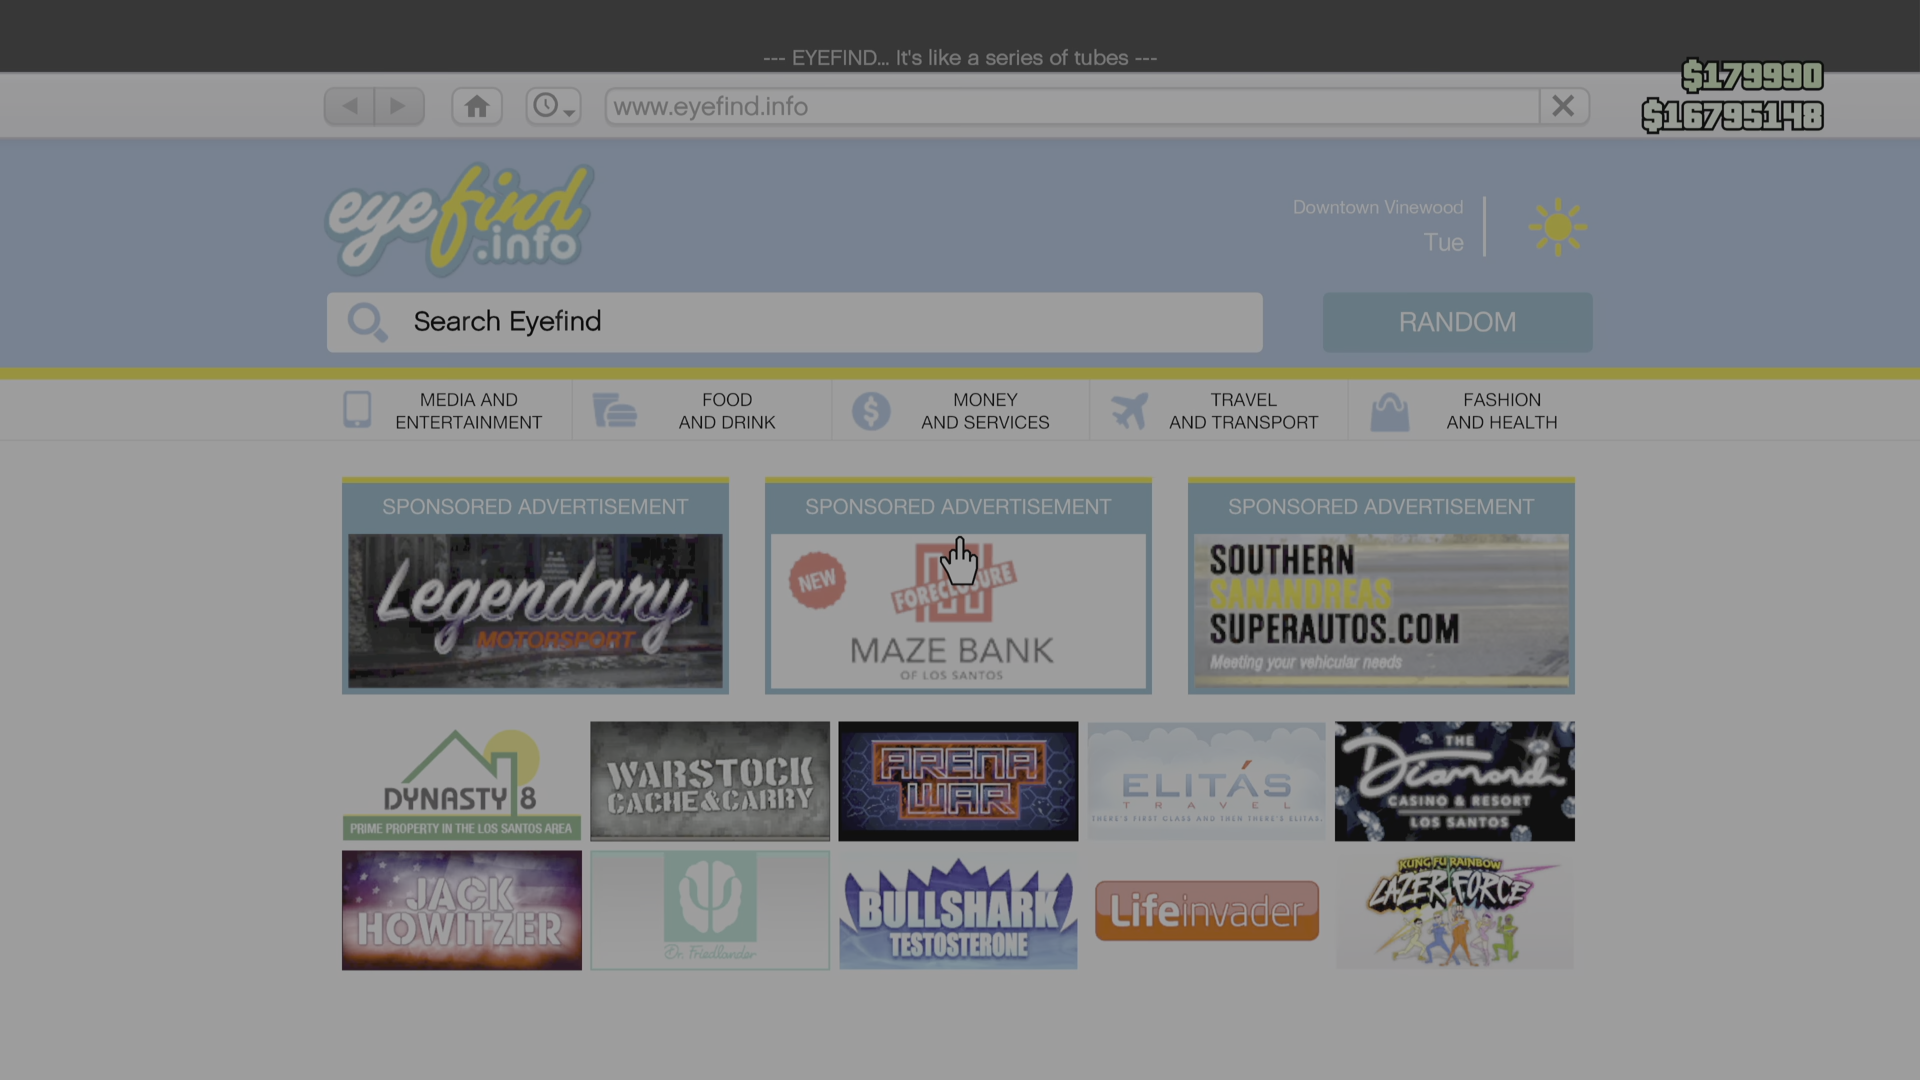 --- EYEFIND... It's like a series of tubes ---
$179990
www.eyefind.info
$16795148
eyefind
.info
Downtown Vinewood
Tue
Search Eyefind
RANDOM
MEDIA AND
ENTERTAINMENT
FOOD
AND DRINK
MONEY
AND SERVICES
TRAVEL
AND TRANSPORT
FASHION
AND HEALTH
SPONSORED ADVERTISEMENT
Legendary
MOTORSPORT
SPONSORED ADVERTISEMENT
NEW
FORECLOSURE
MAZE BANK
OF LOS SANTOS
SPONSORED ADVERTISEMENT
SOUTHERN
SANANDREAS
SUPERAUTOS.COM
Meeting your vehicular needs
DYNASTY 8
PRIME PROPERTY IN THE LOS SANTOS AREA
WARSTOCK
CACHE&CARRY
ARENA
WAR
ELITÁS
TRAVEL
THERE'S FIRST CLASS AND THEN THERE'S ELITAS.
THE
Diamond
CASINO & RESORT
LOS SANTOS
JACK
HOWITZER
Dr. Friedlander
BULLSHARK
TESTOSTERONE
Lifeinvader
KUNG FU RAINBOW
LAZER FORCE